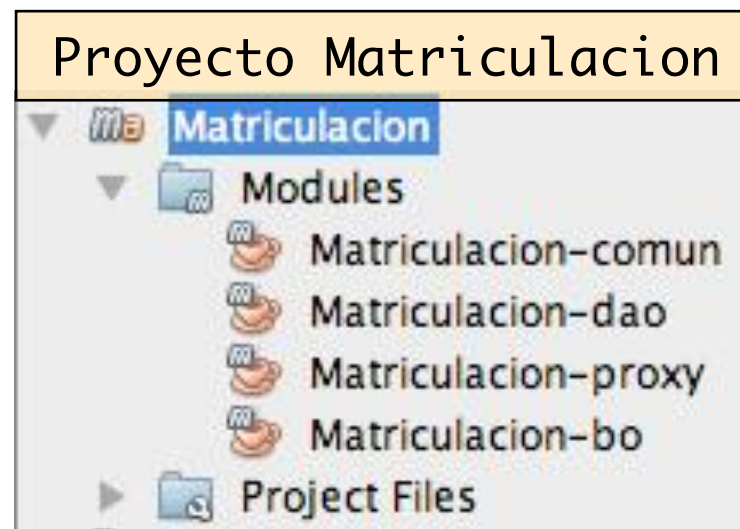 Proyecto Matriculacion
Matriculacion
Modules
Matriculacion-comun
Matriculacion-dao
Matriculacion-proxy
Matriculacion-bo
Project Files